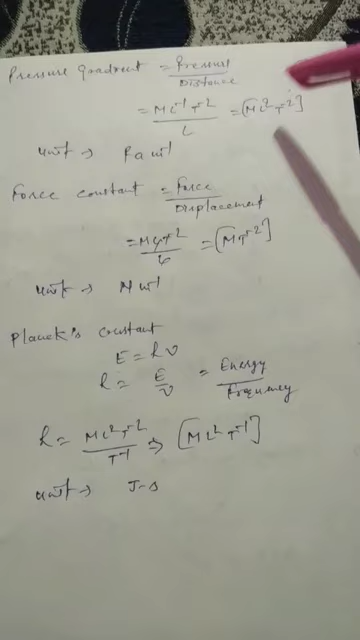 Pressure Gradient = Pressure / Distance
= ML⁻¹T⁻² / L = [ML⁻²T⁻²]
unit → Pa m⁻¹
Force constant = Force / Displacement
= MLT⁻² / L = [MT⁻²]
unit → N m⁻¹
Planck's constant
E = hν
h = E / ν = Energy / Frequency
h = ML²T⁻² / T⁻¹ ⇒ [ML²T⁻¹]
unit → J-s